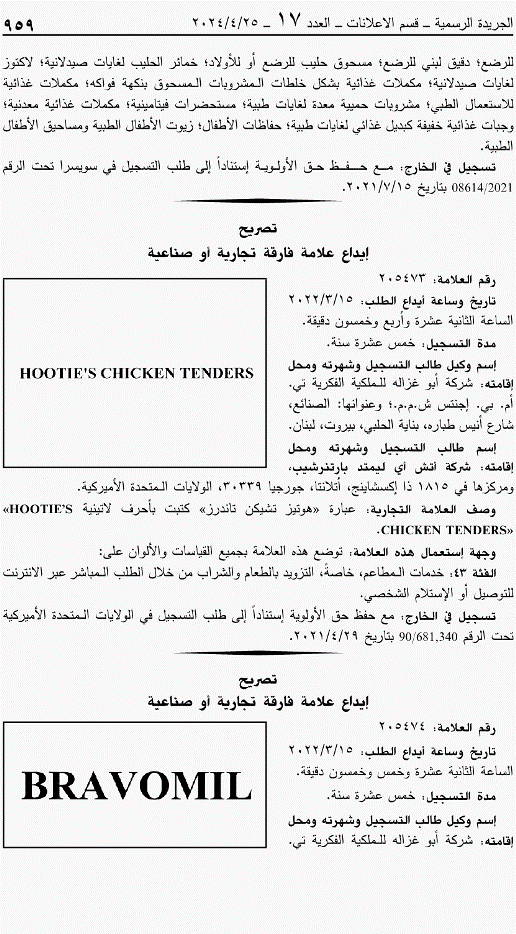 الجريدة الرسمية ــ قسم الاعلانات ــ العدد ١٧ ــ ٢٠٢٤/٤/٢٥
٩٥٩
للرضع؛ دقيق لبني للرضع؛ مسحوق حليب للرضع أو للأولاد؛ خمائر الحليب لغايات صيدلانية؛ لاكتوز
لغايات صيدلانية؛ مكملات غذائية بشكل خلطات المشروبات المسحوق بنكهة فواكه؛ مكملات غذائية
للاستعمال الطبي؛ مشروبات حميية معدة لغايات طبية؛ مستحضرات فيتامينية؛ مكملات غذائية معدنية؛
وجبات غذائية خفيفة كبديل غذائي لغايات طبية؛ حفاظات الأطفال؛ زيوت الأطفال الطبية ومساحيق الأطفال
الطبية.
تسجيل في الخارج: مـع حــفــظ حـق الأولويـة إستناداً إلى طلب التسجيل في سويسرا تحت الرقم
08614/2021 بتاريخ ٢٠٢١/٧/١٥.
تصريح
إيداع علامة فارقة تجارية أو صناعية
رقم العلامة: ٢٠٥٤٧٣
تاريخ وساعة أيداع الطلب: ٢٠٢٢/٣/١٥
الساعة الثانية عشرة وأربع وخمسون دقيقة.
مدة التسجيل: خمس عشرة سنة.
HOOTIE'S CHICKEN TENDERS
إسم وكيل طالب التسجيل وشهرته ومحل
إقامته: شركة أبو غزاله للملكية الفكرية تي.
أم. بي. إجنتس ش.م.م.؛ وعنوانها: الصنائع،
شارع أنيس طباره، بناية الحلبي، بيروت، لبنان.
إسم طالب التسجيل وشهرته ومحل
إقامته: شركة أتش آي ليمتد بارتنرشيب،
ومركزها في ١٨١٥ ذا إكسشاينج، أتلانتا، جورجيا ٣٠٣٣٩، الولايات المتحدة الأميركية.
وصف العلامة التجارية: عبارة «هوتيز تشيكن تاندرز» كتبت بأحرف لاتينية «HOOTIE'S
CHICKEN TENDERS».
وجهة إستعمال هذه العلامة: توضع هذه العلامة بجميع القياسات والألوان على:
الفئة ٤٣: خدمات المطاعم، خاصةً، التزويد بالطعام والشراب من خلال الطلب المباشر عبر الانترنت
للتوصيل أو الإستلام الشخصي.
تسجيل في الخارج: مع حفظ حق الأولوية إستناداً إلى طلب التسجيل في الولايات المتحدة الأميركية
تحت الرقم 90/681,340 بتاريخ ٢٠٢١/٤/٢٩.
تصريح
إيداع علامة فارقة تجارية أو صناعية
رقم العلامة: ٢٠٥٤٧٤
تاريخ وساعة أيداع الطلب: ٢٠٢٢/٣/١٥
الساعة الثانية عشرة وخمس وخمسون دقيقة.
BRAVOMIL
مدة التسجيل: خمس عشرة سنة.
إسم وكيل طالب التسجيل وشهرته ومحل
إقامته: شركة أبو غزاله للملكية الفكرية تي.